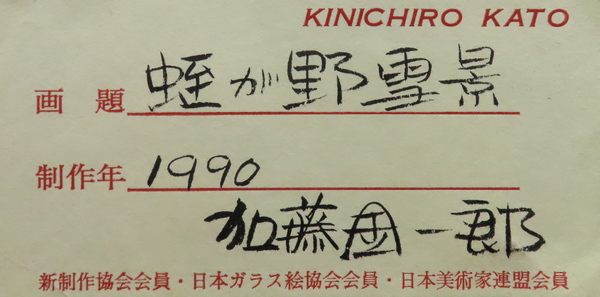 KINICHIRO KATO
画題 蛭が野雪景
制作年 1990
加藤金一郎
新制作協会会員・日本ガラス絵協会会員・日本美術家連盟会員